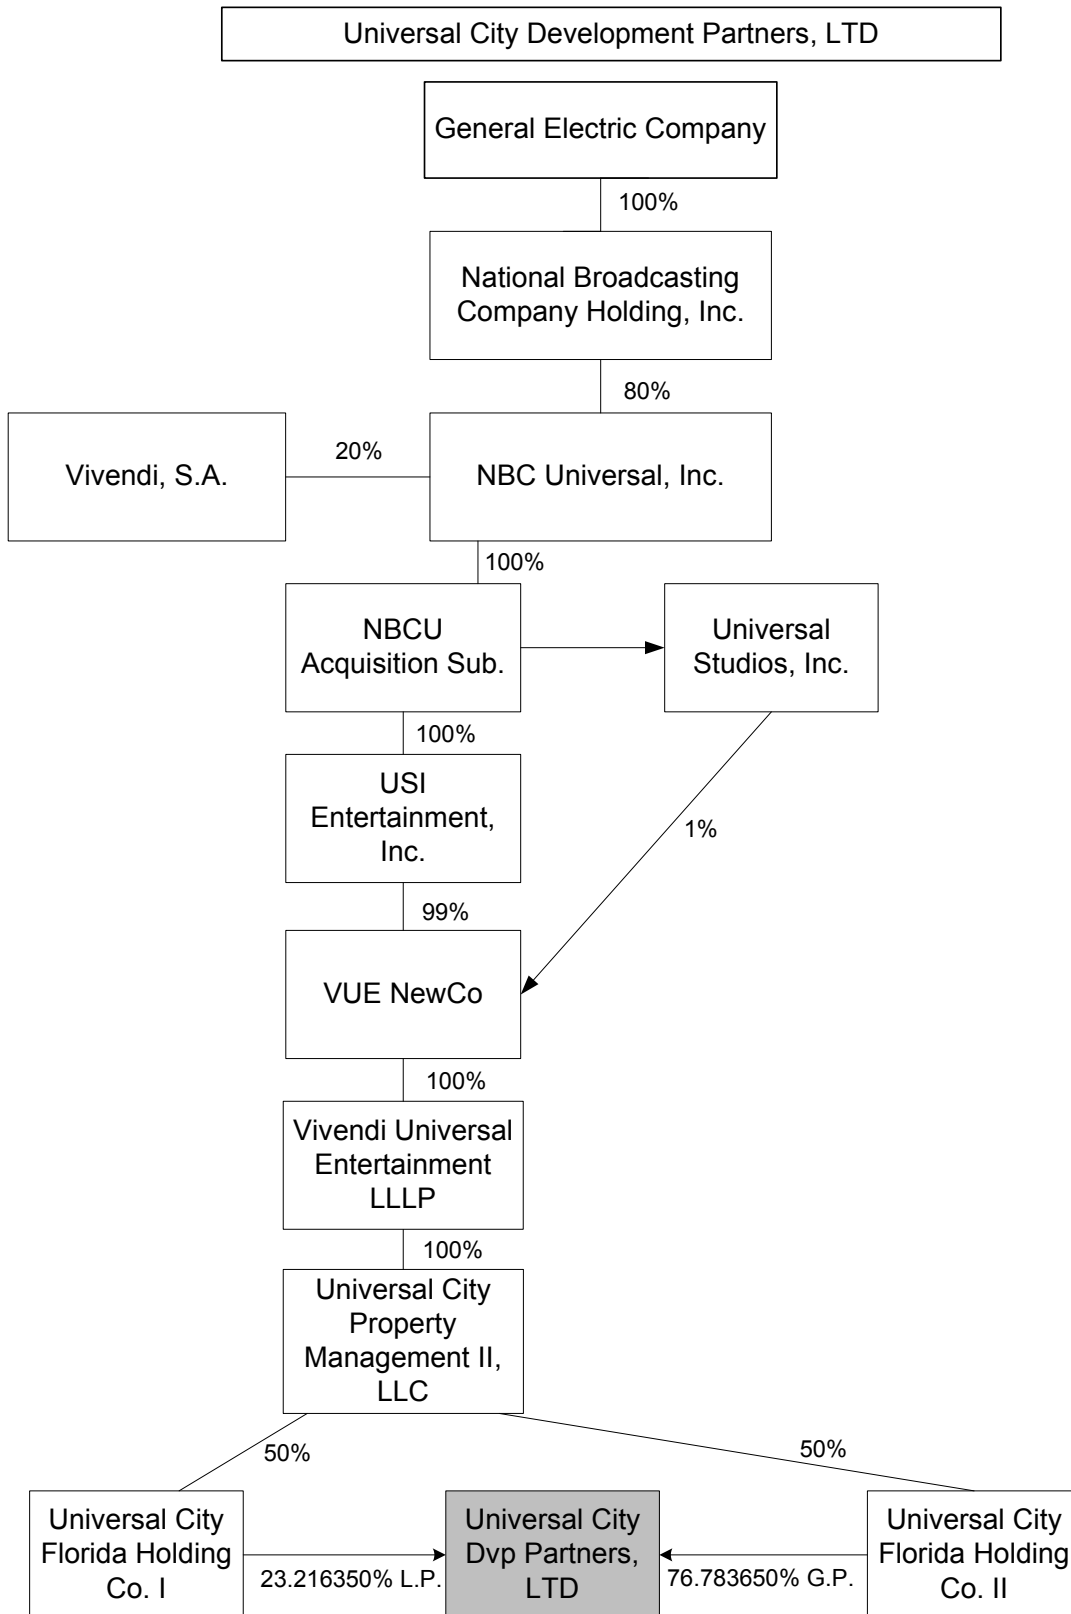 Universal City Development Partners, LTD
General Electric Company
100%
National Broadcasting
Company Holding, Inc.
80%
Vivendi, S.A.
20%
NBC Universal, Inc.
100%
NBCU
Acquisition Sub.
Universal
Studios, Inc.
100%
USI
Entertainment,
Inc.
1%
99%
VUE NewCo
100%
Vivendi Universal
Entertainment
LLLP
100%
Universal City
Property
Management II,
LLC
50%
50%
Universal City
Florida Holding
Co. I
23.216350% L.P.
Universal City
Dvp Partners,
LTD
76.783650% G.P.
Universal City
Florida Holding
Co. II